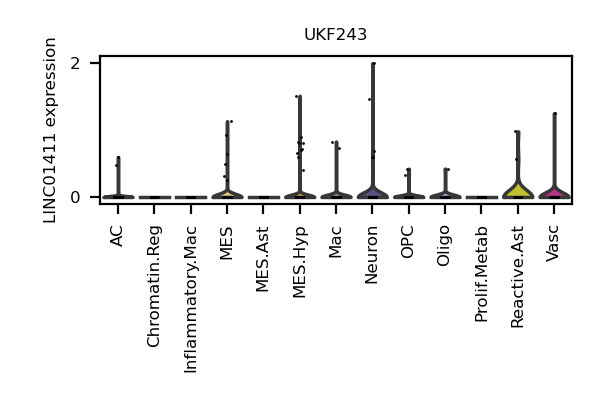 UKF243
LINC01411 expression
2
0
AC
Chromatin.Reg
Inflammatory.Mac
MES
MES.Ast
MES.Hyp
Mac
Neuron
OPC
Oligo
Prolif.Metab
Reactive.Ast
Vasc